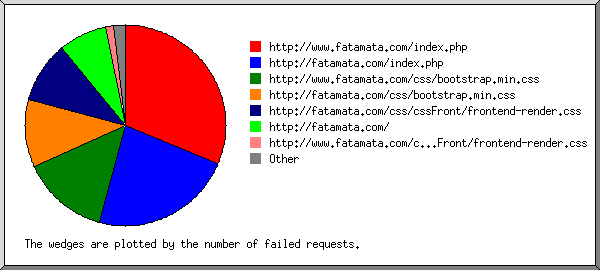 http://www.fatamata.com/index.php
http://fatamata.com/index.php
http://www.fatamata.com/css/bootstrap.min.css
http://fatamata.com/css/bootstrap.min.css
http://fatamata.com/css/cssFront/frontend-render.css
http://fatamata.com/
http://www.fatamata.com/c...Front/frontend-render.css
Other
The wedges are plotted by the number of failed requests.